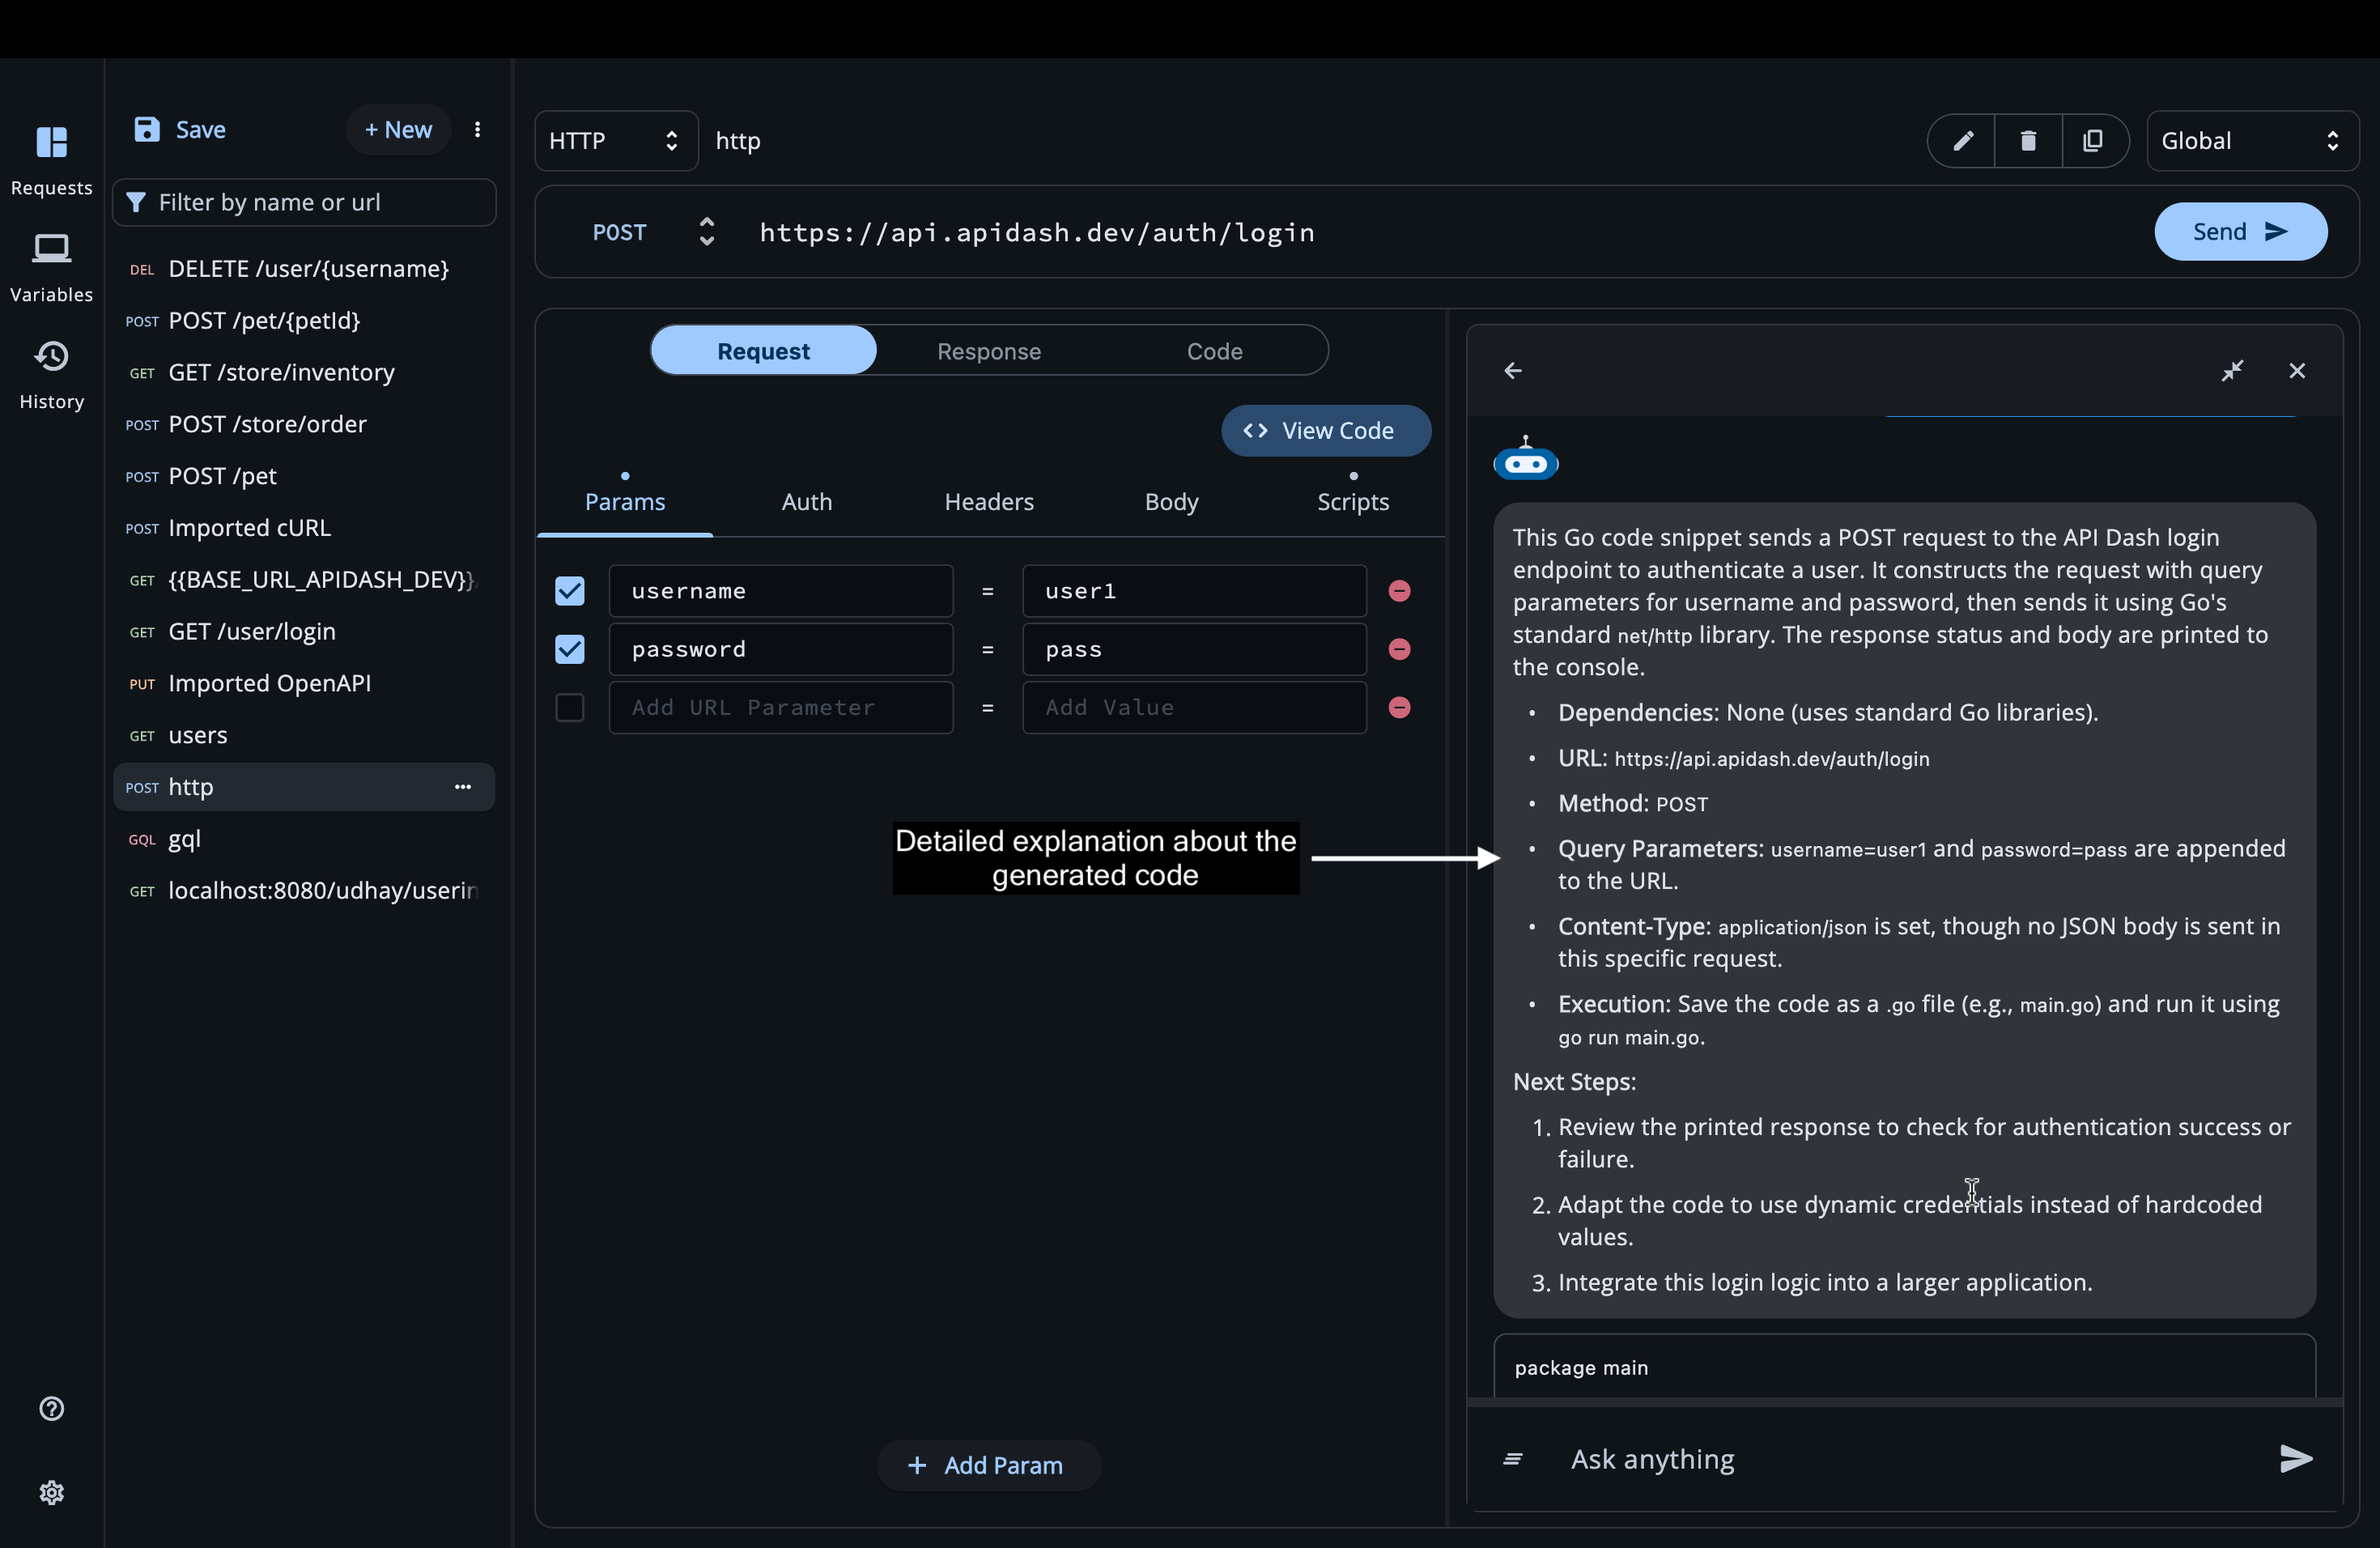 Requests
Variables
History
Save
+ New
Filter by name or url
DEL DELETE /user/{username}
POST POST /pet/{petId}
GET GET /store/inventory
POST POST /store/order
POST POST /pet
POST Imported cURL
GET {{BASE_URL_APIDASH_DEV}}
GET GET /user/login
PUT Imported OpenAPI
GET users
POST http
GQL gql
GET localhost:8080/udhay/userin
HTTP
http
Global
POST
https://api.apidash.dev/auth/login
Send
Request
Response
Code
View Code
Params
Auth
Headers
Body
Scripts
username = user1
password = pass
Add URL Parameter = Add Value
Detailed explanation about the
generated code
+ Add Param
This Go code snippet sends a POST request to the API Dash login
endpoint to authenticate a user. It constructs the request with query
parameters for username and password, then sends it using Go's
standard net/http library. The response status and body are printed to
the console.
• Dependencies: None (uses standard Go libraries).
• URL: https://api.apidash.dev/auth/login
• Method: POST
• Query Parameters: username=user1 and password=pass are appended
to the URL.
• Content-Type: application/json is set, though no JSON body is sent in
this specific request.
• Execution: Save the code as a .go file (e.g., main.go) and run it using
go run main.go.
Next Steps:
1. Review the printed response to check for authentication success or
failure.
2. Adapt the code to use dynamic credentials instead of hardcoded
values.
3. Integrate this login logic into a larger application.
package main
Ask anything